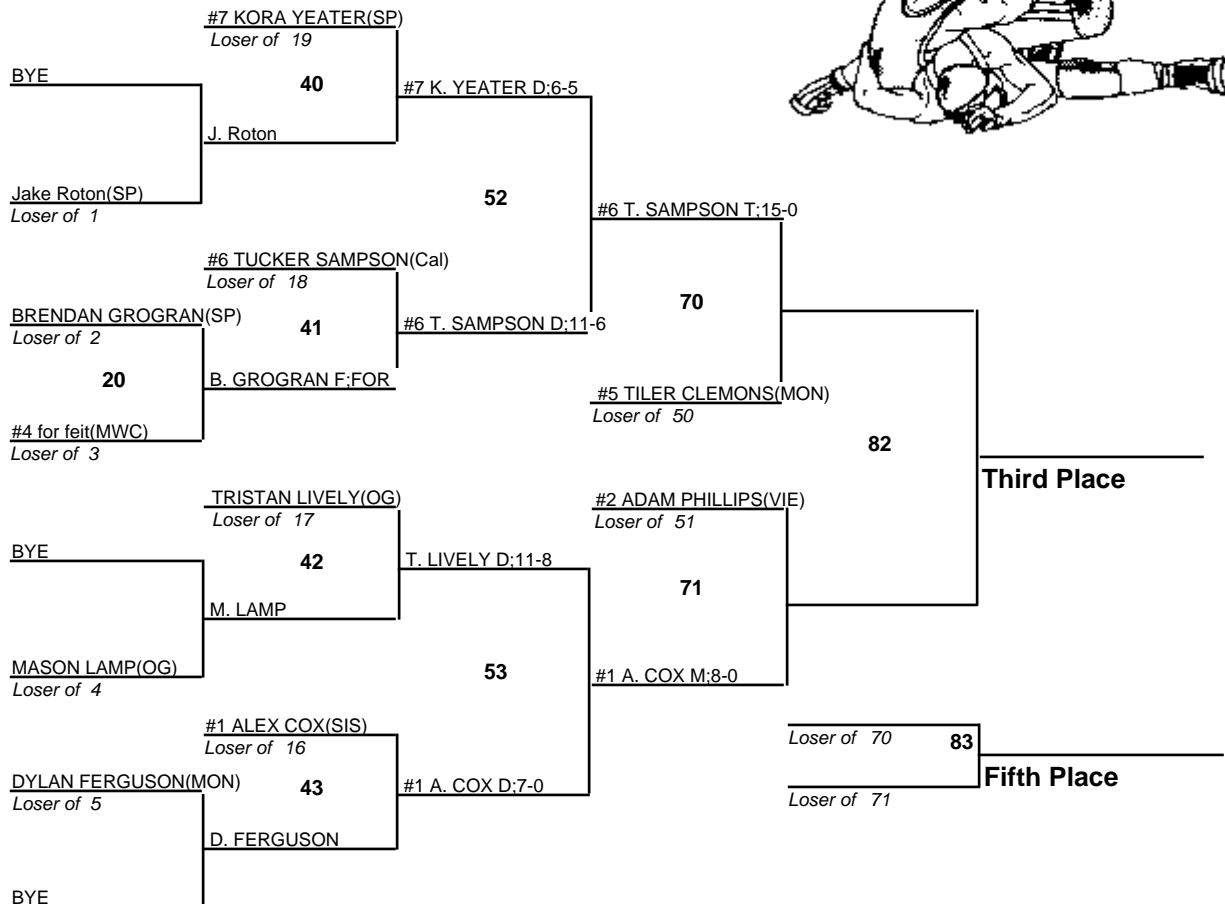 #7 KORA YEATER(SP)
Loser of 19
BYE
40
#7 K. YEATER D;6-5
J. Roton
Jake Roton(SP)
Loser of 1
52
#6 T. SAMPSON T;15-0
#6 TUCKER SAMPSON(Cal)
Loser of 18
70
BRENDAN GROGRAN(SP)
Loser of 2
41
#6 T. SAMPSON D;11-6
20
B. GROGRAN F;FOR
#5 TILER CLEMONS(MON)
Loser of 50
#4 for feit(MWC)
Loser of 3
82
Third Place
TRISTAN LIVELY(OG)
Loser of 17
#2 ADAM PHILLIPS(VIE)
Loser of 51
BYE
42
T. LIVELY D;11-8
71
M. LAMP
MASON LAMP(OG)
Loser of 4
53
#1 A. COX M;8-0
#1 ALEX COX(SIS)
Loser of 16
Loser of 70
83
DYLAN FERGUSON(MON)
Loser of 5
43
#1 A. COX D;7-0
Fifth Place
Loser of 71
D. FERGUSON
BYE